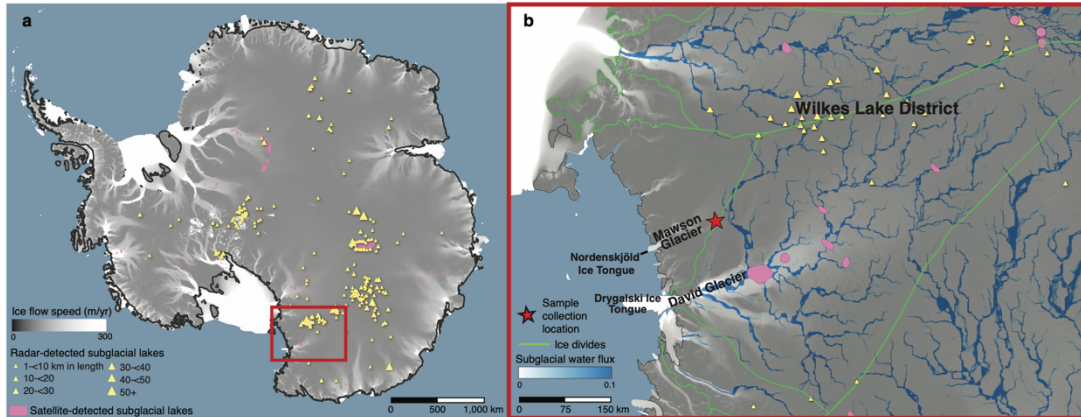 a
Ice flow speed (m/yr)
0
300
Radar-detected subglacial lakes
1-<10 km in length
10-<20
20-<30
30-<40
40-<50
50+
Satellite-detected subglacial lakes
0
500
1,000 km
b
Wilkes Lake District
Mawson
Glacier
Nordenskjöld
Ice Tongue
David Glacier
Drygalski Ice
Tongue
Sample
collection
location
Ice divides
Subglacial water flux
0
0.1
0
75
150 km